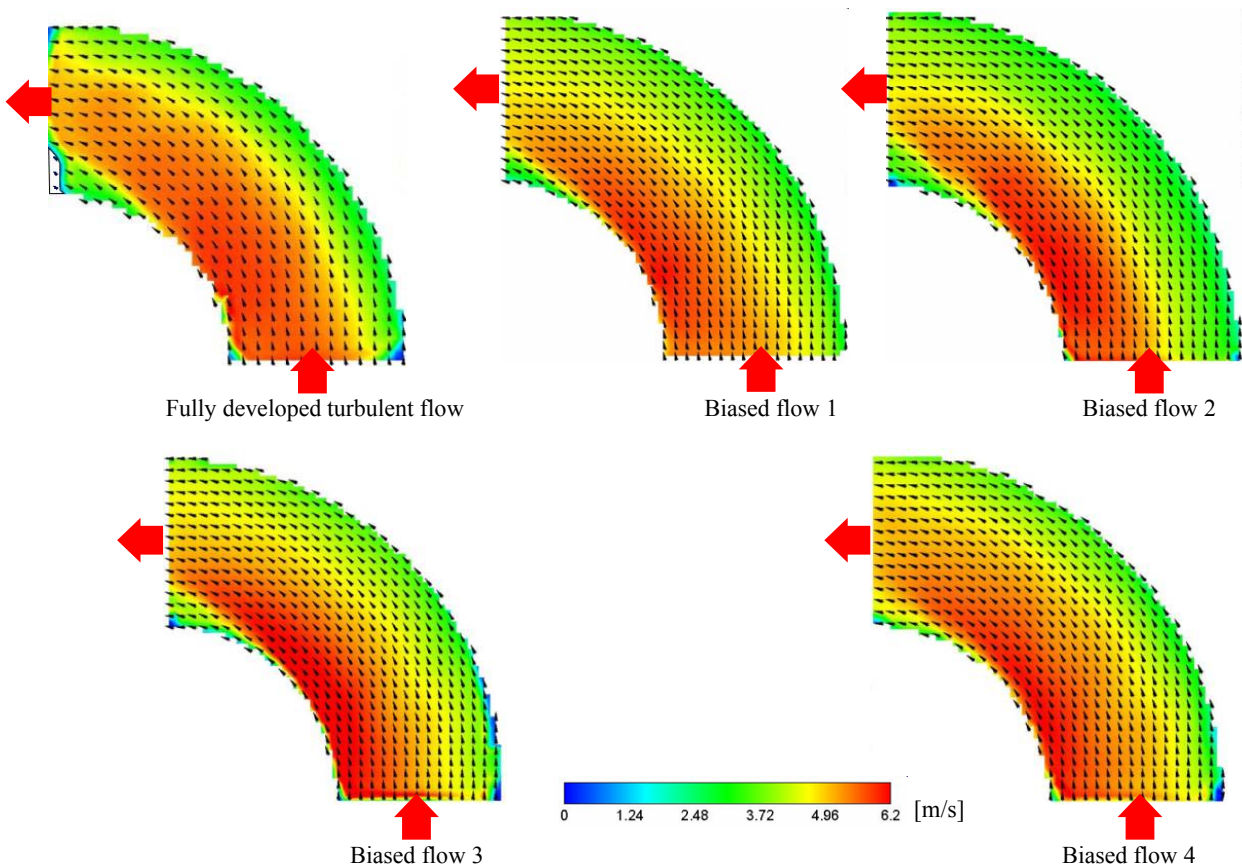 Fully developed turbulent flow
Biased flow 1
Biased flow 2
0 1.24 2.48 3.72 4.96 6.2 [m/s]
Biased flow 3
Biased flow 4